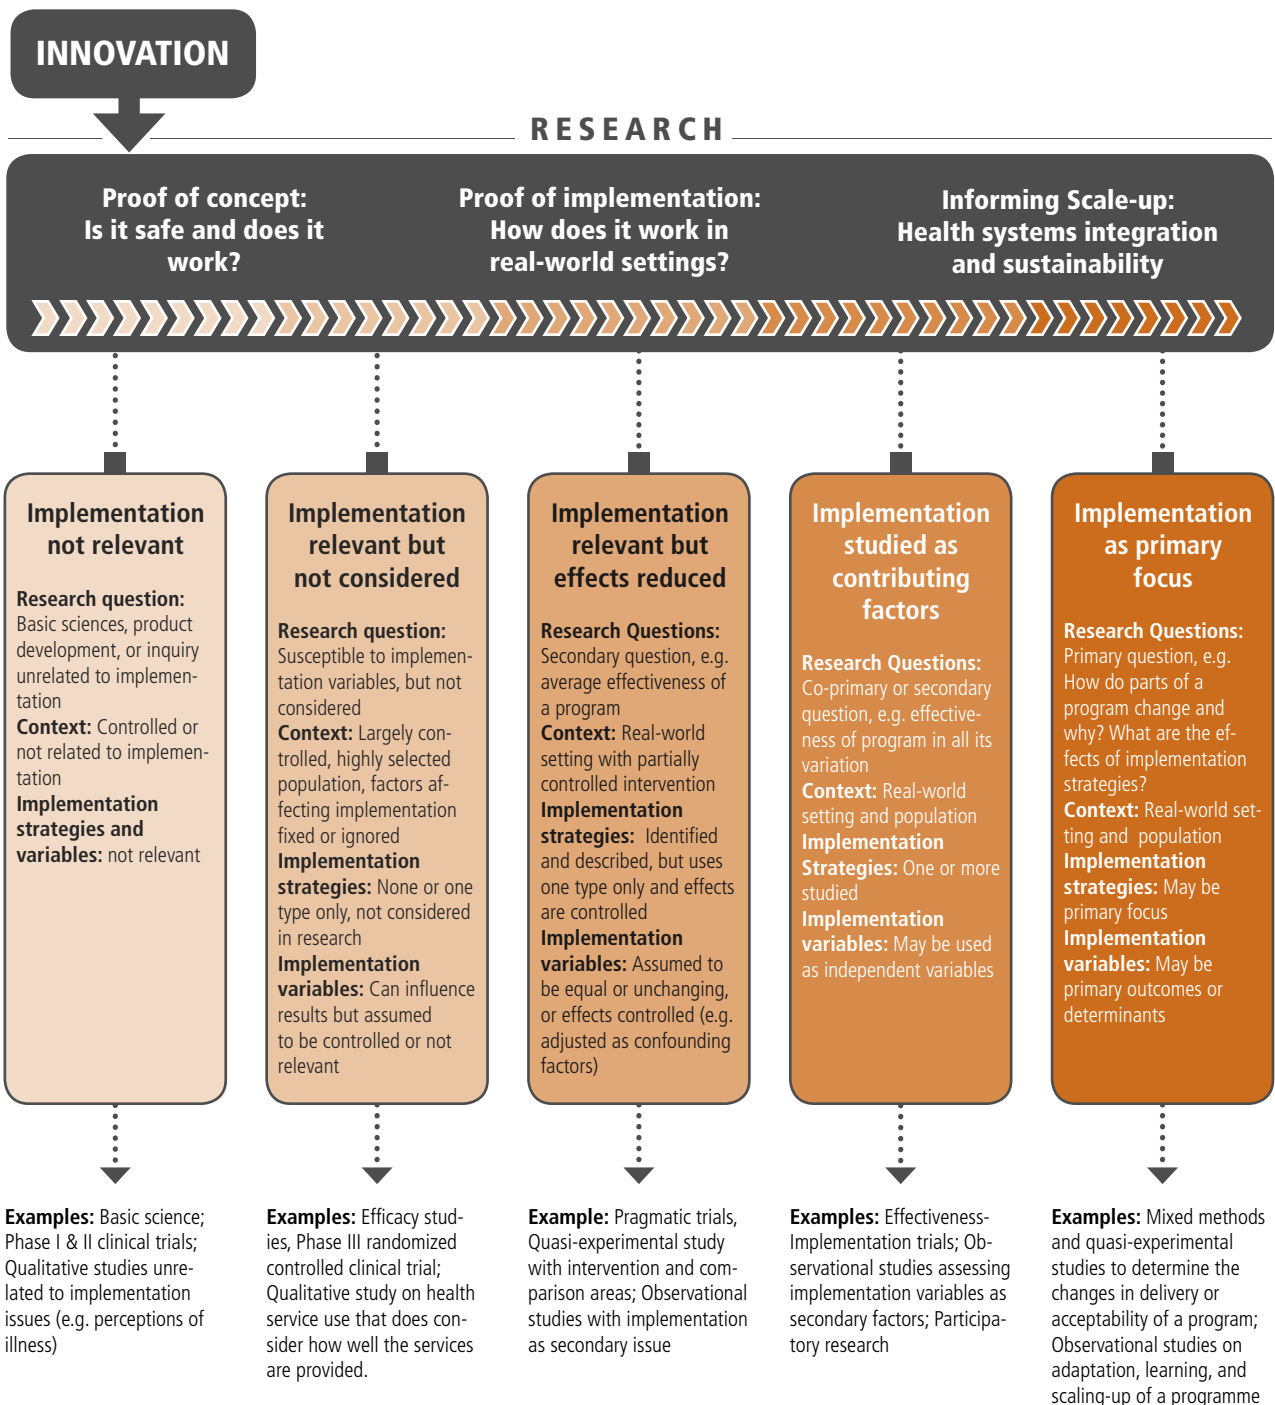 INNOVATION
RESEARCH
Proof of concept:
Is it safe and does it
work?
Proof of implementation:
How does it work in
real-world settings?
Informing Scale-up:
Health systems integration
and sustainability
Implementation
not relevant
Research question:
Basic sciences, product
development, or inquiry
unrelated to implemen-
tation
Context: Controlled or
not related to implemen-
tation
Implementation
strategies and
variables: not relevant
Examples: Basic science;
Phase I & II clinical trials;
Qualitative studies unre-
lated to implementation
issues (e.g. perceptions of
illness)
Implementation
relevant but
not considered
Research question:
Susceptible to implemen-
tation variables, but not
considered
Context: Largely con-
trolled, highly selected
population, factors af-
fecting implementation
fixed or ignored
Implementation
strategies: None or one
type only, not considered
in research
Implementation
variables: Can influence
results but assumed
to be controlled or not
relevant
Examples: Efficacy stud-
ies, Phase III randomized
controlled clinical trial;
Qualitative study on health
service use that does con-
sider how well the services
are provided.
Implementation
relevant but
effects reduced
Research Questions:
Secondary question, e.g.
average effectiveness of
a program
Context: Real-world
setting with partially
controlled intervention
Implementation
strategies: Identified
and described, but uses
one type only and effects
are controlled
Implementation
variables: Assumed to
be equal or unchanging,
or effects controlled (e.g.
adjusted as confounding
factors)
Example: Pragmatic trials,
Quasi-experimental study
with intervention and com-
parison areas; Observational
studies with implementation
as secondary issue
Implementation
studied as
contributing
factors
Research Questions:
Co-primary or secondary
question, e.g. effective-
ness of program in all its
variation
Context: Real-world
setting and population
Implementation
Strategies: One or more
studied
Implementation
variables: May be used
as independent variables
Examples: Effectiveness-
Implementation trials; Ob-
servational studies assessing
implementation variables as
secondary factors; Participa-
tory research
Implementation
as primary
focus
Research Questions:
Primary question, e.g.
How do parts of a
program change and
why? What are the ef-
fects of implementation
strategies?
Context: Real-world set-
ting and population
Implementation
strategies: May be
primary focus
Implementation
variables: May be
primary outcomes or
determinants
Examples: Mixed methods
and quasi-experimental
studies to determine the
changes in delivery or
acceptability of a program;
Observational studies on
adaptation, learning, and
scaling-up of a programme